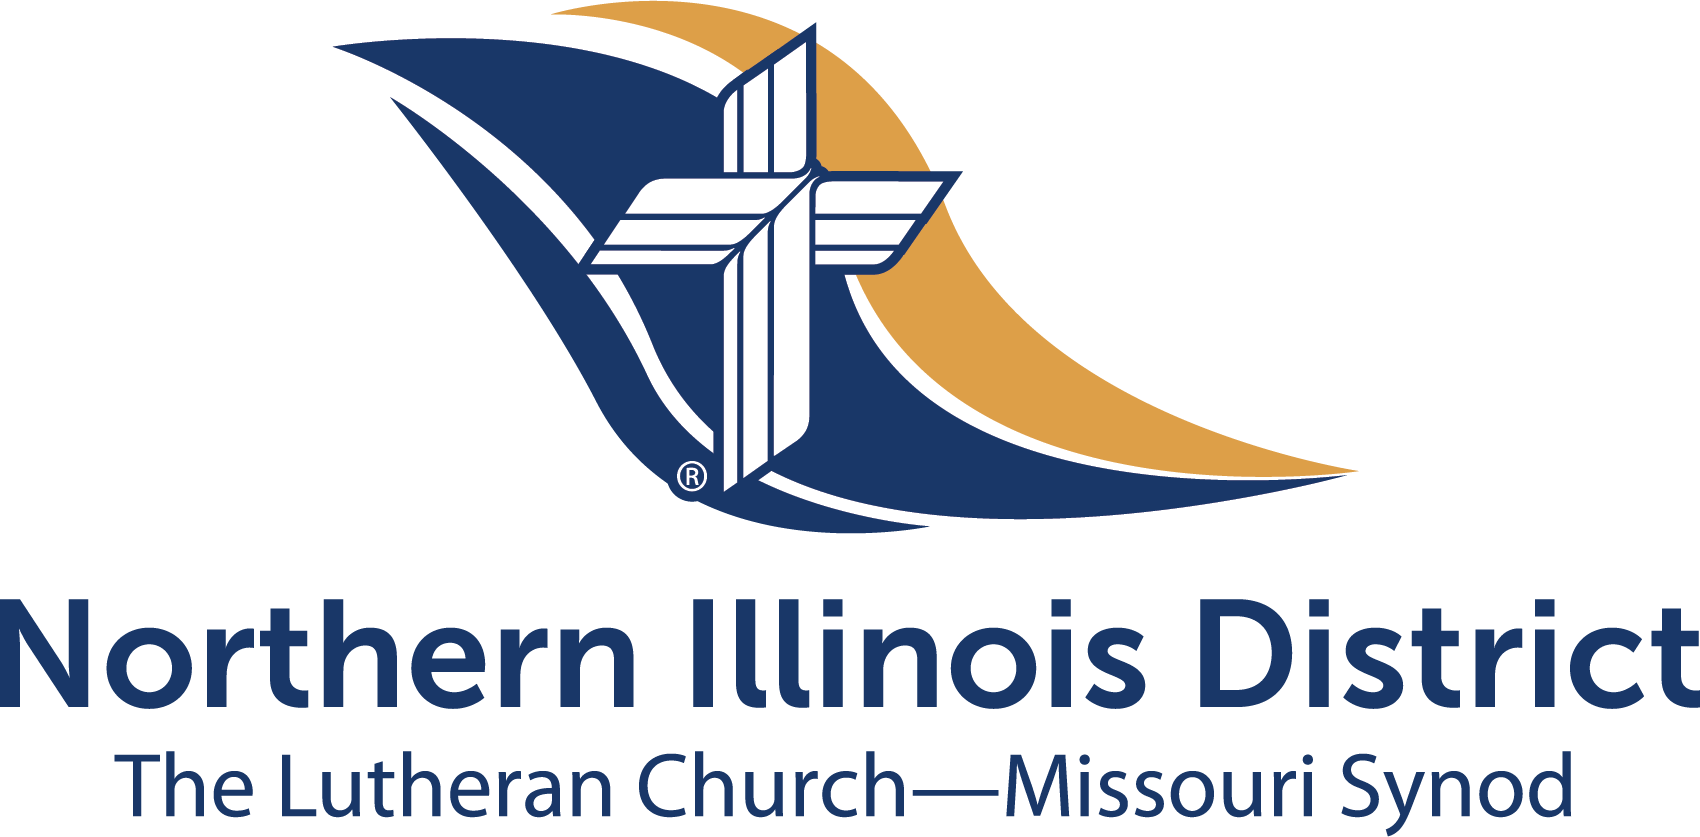 ®
Northern Illinois District
The Lutheran Church—Missouri Synod